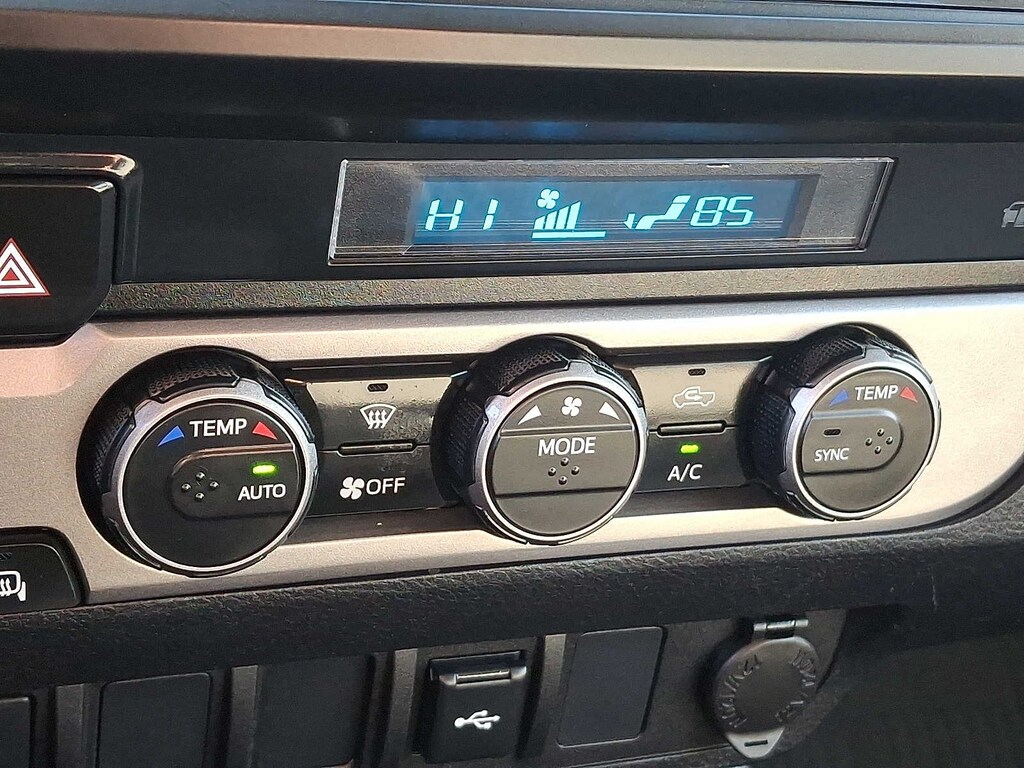 HI 85
TEMP
AUTO
OFF
MODE
A/C
TEMP
SYNC